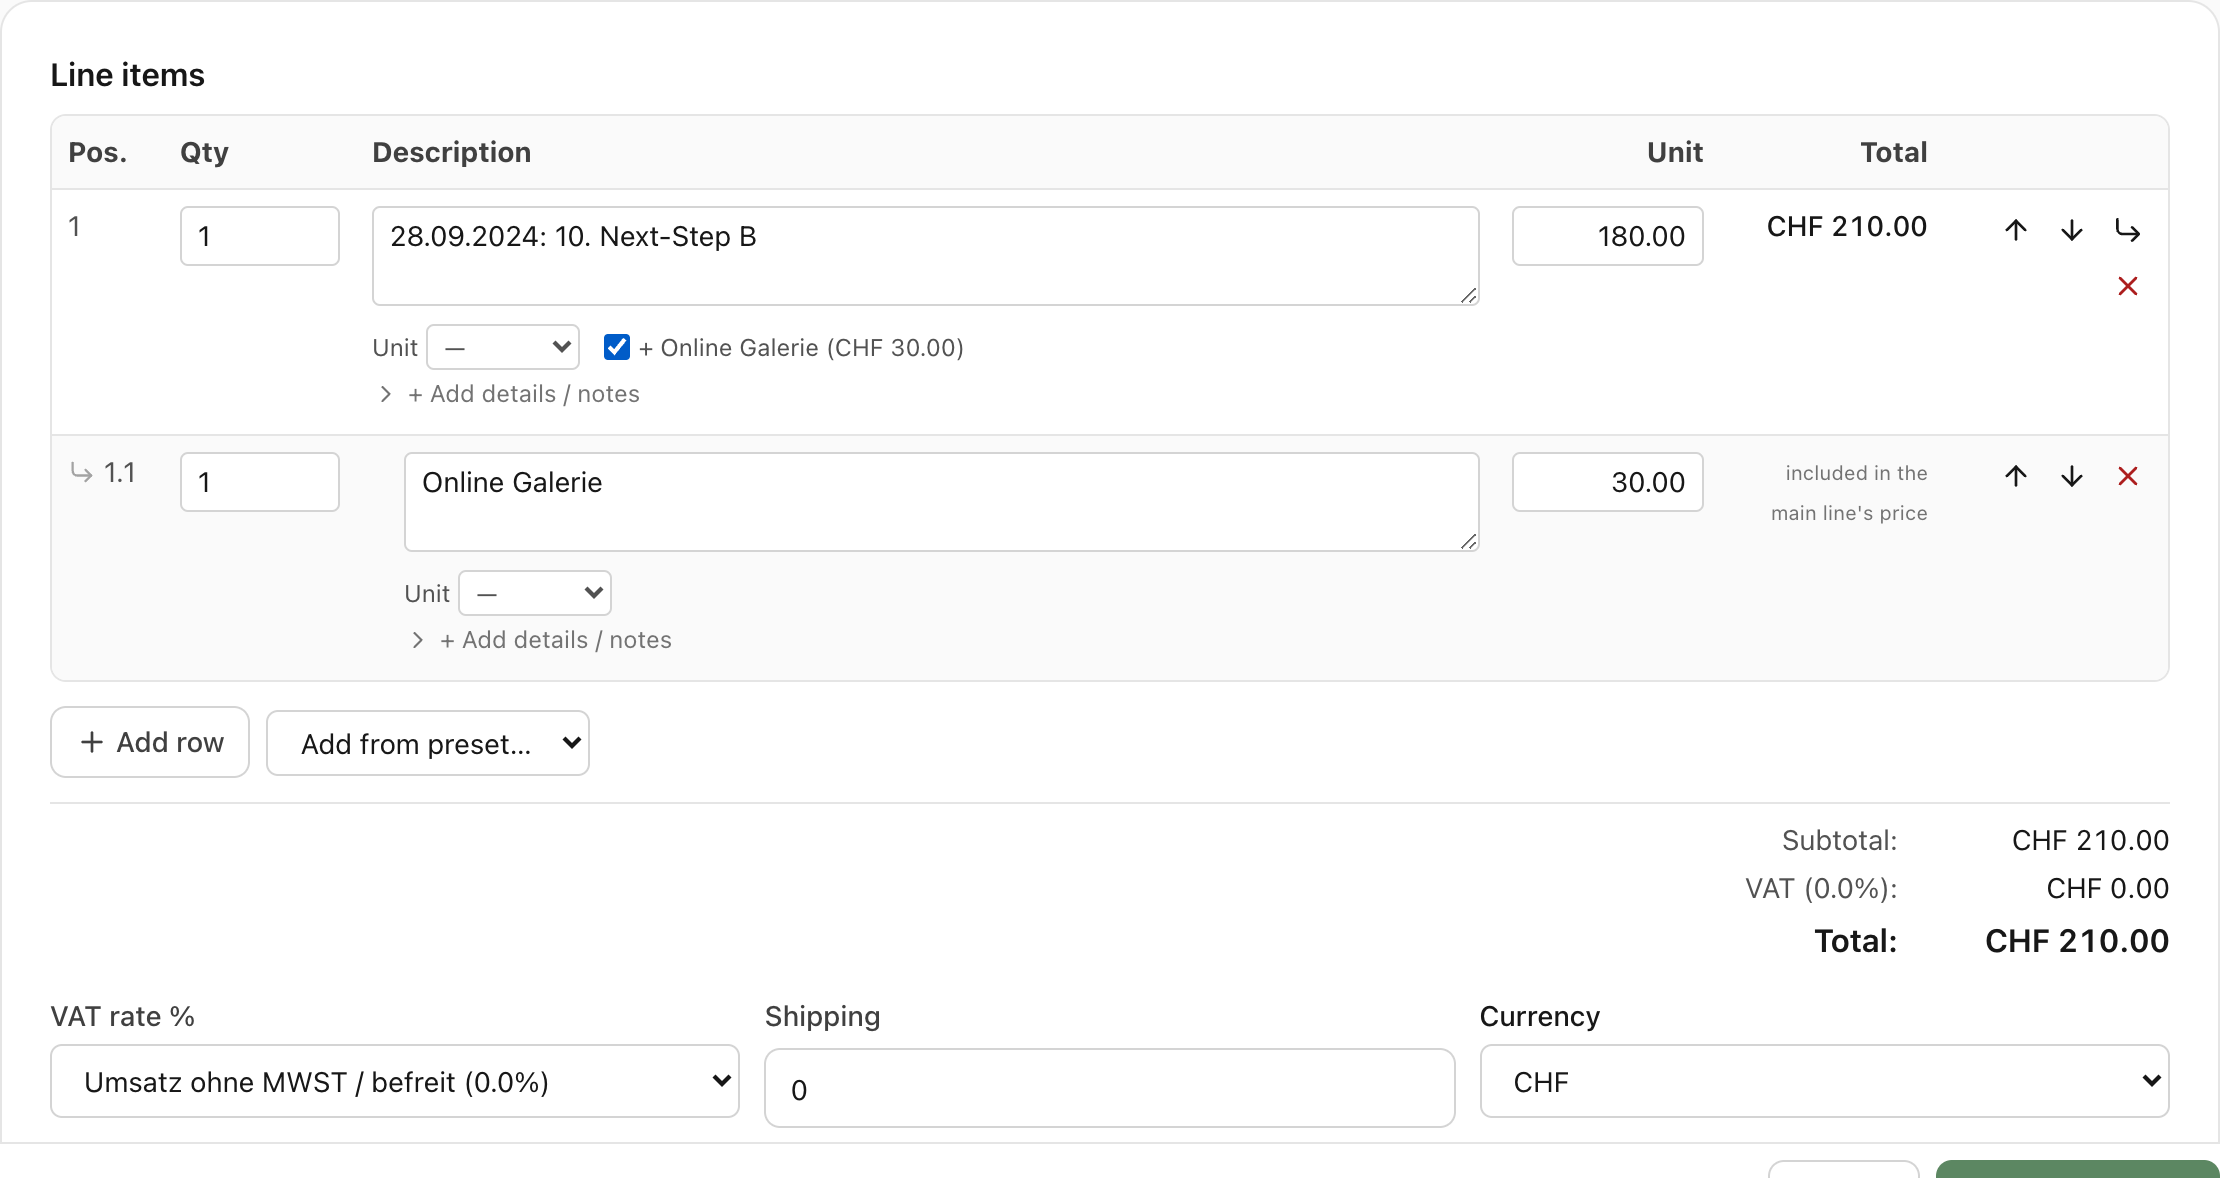 Line items
Pos. Qty Description Unit Total
1 1 28.09.2024: 10. Next-Step B 180.00 CHF 210.00
Unit — + Online Galerie (CHF 30.00)
+ Add details / notes
1.1 1 Online Galerie 30.00 included in the
main line's price
Unit —
+ Add details / notes
+ Add row Add from preset...
Subtotal: CHF 210.00
VAT (0.0%): CHF 0.00
Total: CHF 210.00
VAT rate % Shipping Currency
Umsatz ohne MWST / befreit (0.0%) 0 CHF